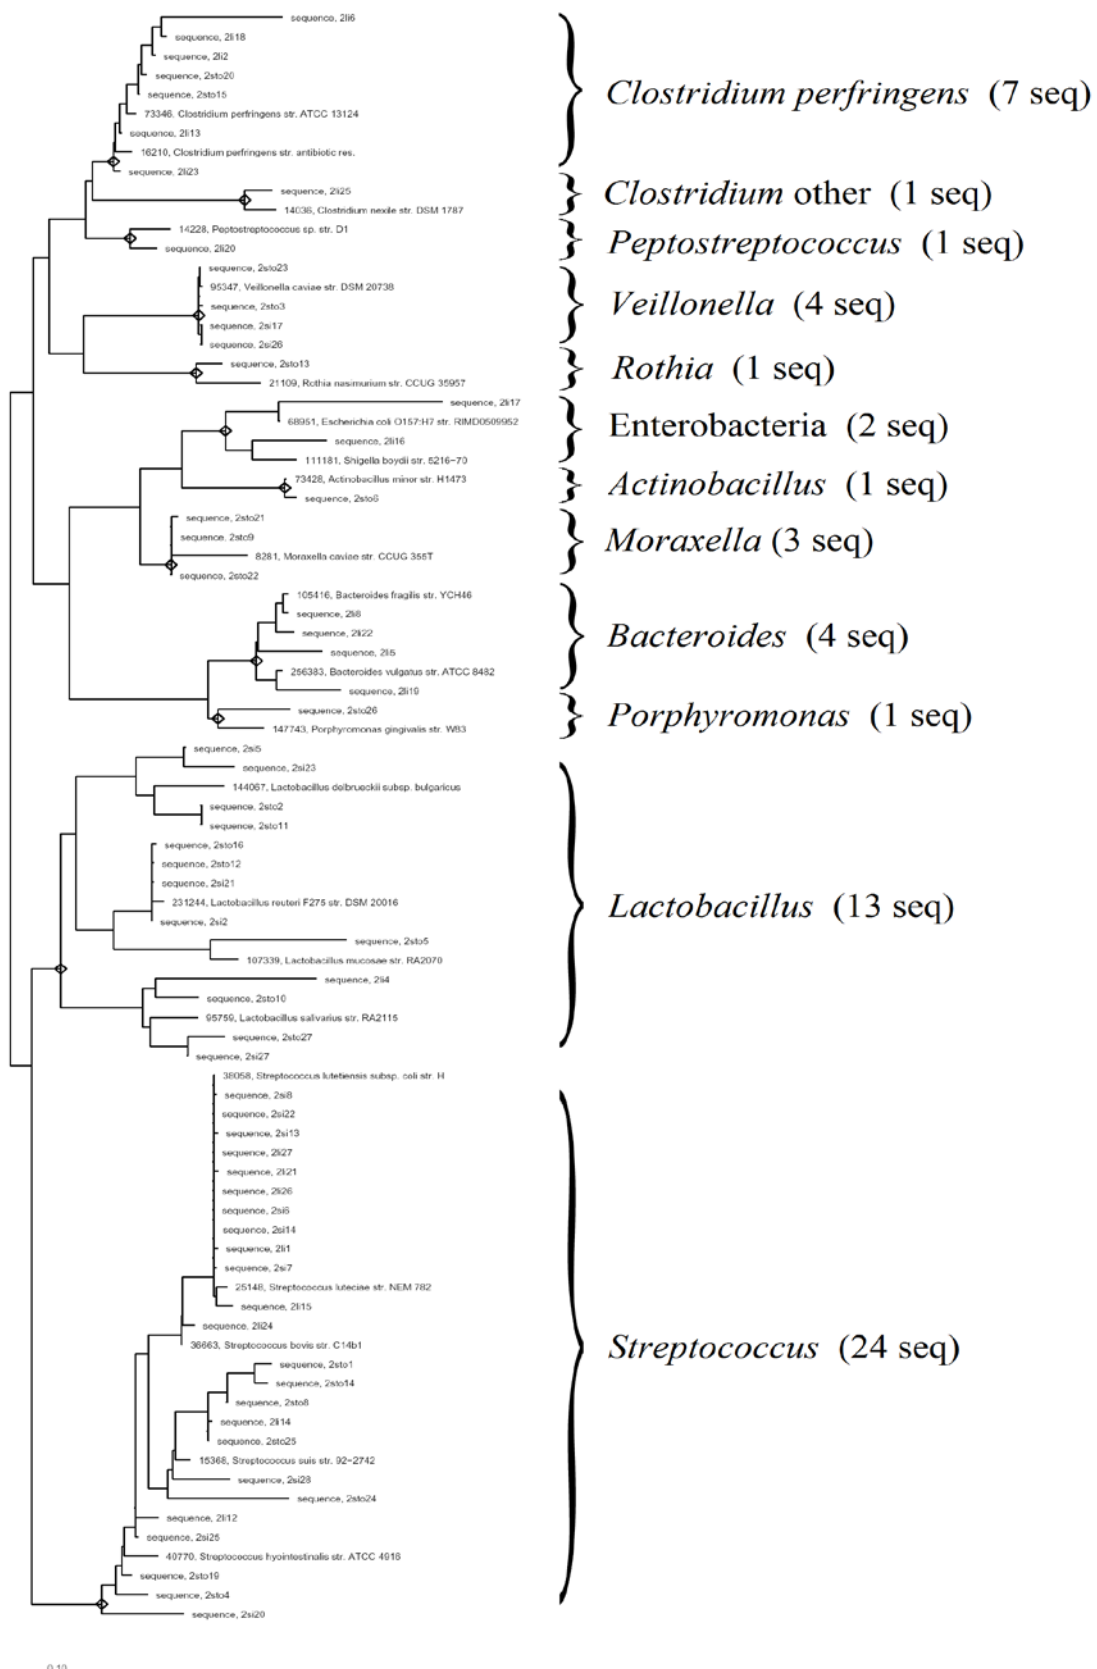 sequence, 2li6
sequence, 2li18
sequence, 2li2
sequence, 2sto20
sequence, 2sto15
73346, Clostridium perfringens str. ATCC 13124
sequence, 2li13
16210, Clostridium perfringens str. antibiotic res.
sequence, 2li23
Clostridium perfringens (7 seq)
sequence, 2li25
14036, Clostridium nexile str. DSM 1787
Clostridium other (1 seq)
14228, Peptostreptococcus sp. str. D1
sequence, 2li20
Peptostreptococcus (1 seq)
sequence, 2sto23
95347, Veillonella caviae str. DSM 20738
sequence, 2sto3
sequence, 2si17
sequence, 2si26
Veillonella (4 seq)
sequence, 2sto13
21109, Rothia nasimurium str. CCUG 35957
Rothia (1 seq)
sequence, 2li17
68951, Escherichia coli O157:H7 str. RIMD0509952
sequence, 2li16
111181, Shigella boydii str. 5216-70
Enterobacteria (2 seq)
73428, Actinobacillus minor str. H1473
sequence, 2sto6
Actinobacillus (1 seq)
sequence, 2sto21
sequence, 2sto9
8281, Moraxella caviae str. CCUG 355T
sequence, 2sto22
Moraxella (3 seq)
105416, Bacteroides fragilis str. YCH46
sequence, 2li8
sequence, 2li22
sequence, 2li5
256383, Bacteroides vulgatus str. ATCC 8482
sequence, 2li19
Bacteroides (4 seq)
sequence, 2sto26
147743, Porphyromonas gingivalis str. W83
Porphyromonas (1 seq)
sequence, 2si5
sequence, 2si23
144067, Lactobacillus delbrueckii subsp. bulgaricus
sequence, 2sto2
sequence, 2sto11
sequence, 2sto16
sequence, 2sto12
sequence, 2si21
231244, Lactobacillus reuteri F275 str. DSM 20016
sequence, 2si2
sequence, 2sto5
107339, Lactobacillus mucosae str. RA2070
sequence, 2li4
sequence, 2sto10
95759, Lactobacillus salivarius str. RA2115
sequence, 2sto27
sequence, 2si27
Lactobacillus (13 seq)
38058, Streptococcus lutetiensis subsp. coli str. H
sequence, 2si8
sequence, 2si22
sequence, 2si13
sequence, 2li27
sequence, 2li21
sequence, 2li26
sequence, 2si6
sequence, 2si14
sequence, 2li1
sequence, 2si7
25148, Streptococcus luteciae str. NEM 782
sequence, 2li15
sequence, 2li24
36663, Streptococcus bovis str. C14b1
sequence, 2sto1
sequence, 2sto14
sequence, 2sto8
sequence, 2li14
sequence, 2sto25
15368, Streptococcus suis str. 92-2742
sequence, 2si28
sequence, 2sto24
sequence, 2li12
sequence, 2si25
40770, Streptococcus hyointestinalis str. ATCC 4916
sequence, 2sto19
sequence, 2sto4
sequence, 2si20
Streptococcus (24 seq)